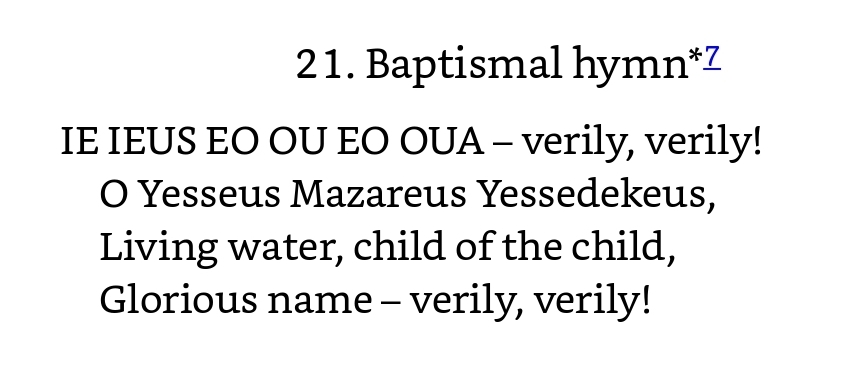 21. Baptismal hymn*7
IE IEUS EO OU EO OUA – verily, verily!
O Yesseus Mazareus Yessedekeus,
Living water, child of the child,
Glorious name – verily, verily!